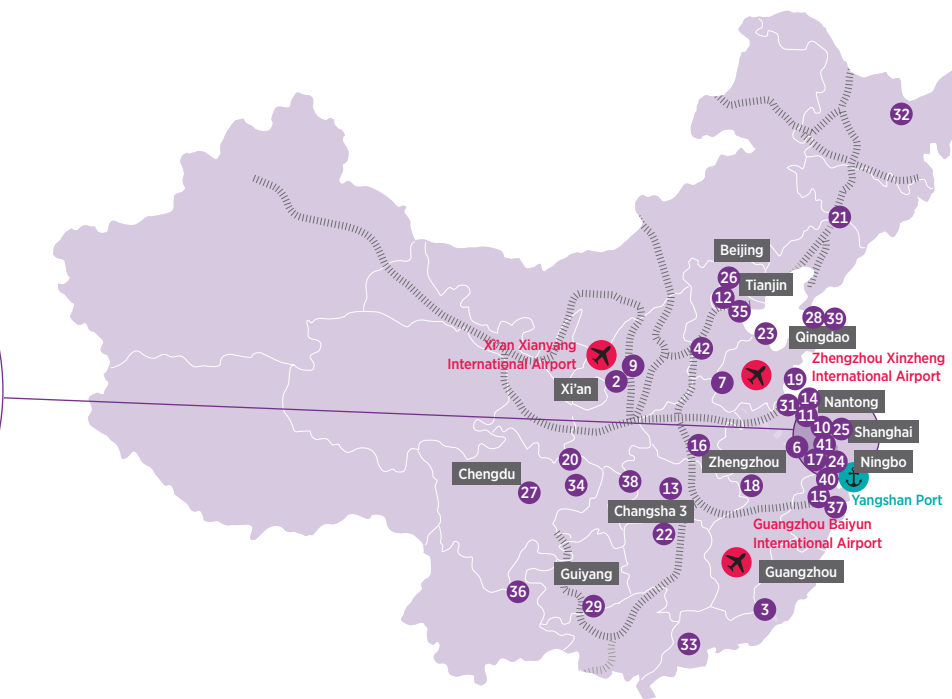 32
21
Beijing
26
Tianjin
12
35
28
39
23
Qingdao
Xi'an Xianyang
International Airport
42
9
2
Xi'an
7
Zhengzhou Xinzheng
International Airport
19
14
Nantong
31
11
10
25
Shanghai
16
6
41
Zhengzhou
17
24
Ningbo
20
Chengdu
27
34
38
13
18
40
Yangshan Port
15
37
Changsha 3
22
Guangzhou Baiyun
International Airport
Guiyang
Guangzhou
36
29
3
33